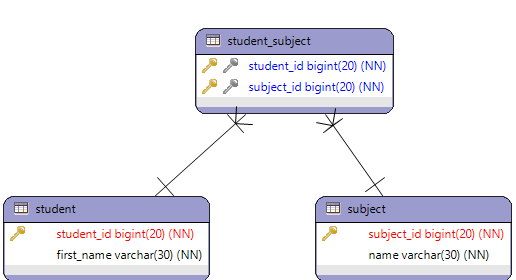 student_subject
student_id bigint(20) (NN)
subject_id bigint(20) (NN)
student
student_id bigint(20) (NN)
first_name varchar(30) (NN)
subject
subject_id bigint(20) (NN)
name varchar(30) (NN)